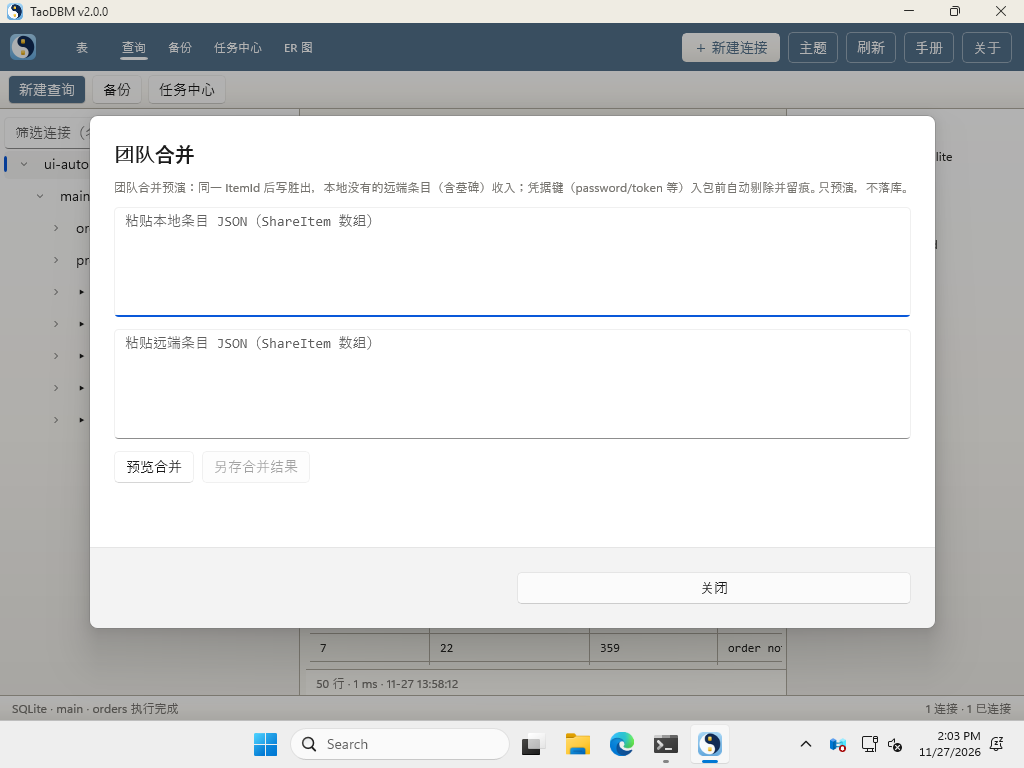 TaoDBM v2.0.0
表 查询 备份 任务中心 ER 图 + 新建连接 主题 刷新 手册 关于
新建查询 备份 任务中心
筛选连接
lite
ui-auto
main
团队合并
团队合并预演：同一 ItemId 后写胜出，本地没有的远端条目（含墓碑）收入；凭据键（password/token 等）入包前自动剔除并留痕。只预演，不落库。
粘贴本地条目 JSON（ShareItem 数组）
粘贴远端条目 JSON（ShareItem 数组）
预览合并 另存合并结果
关闭
7 22 359 order no
50 行 · 1 ms · 11-27 13:58:12
SQLite · main · orders 执行完成 1 连接 · 1 已连接
Search
2:03 PM
11/27/2026